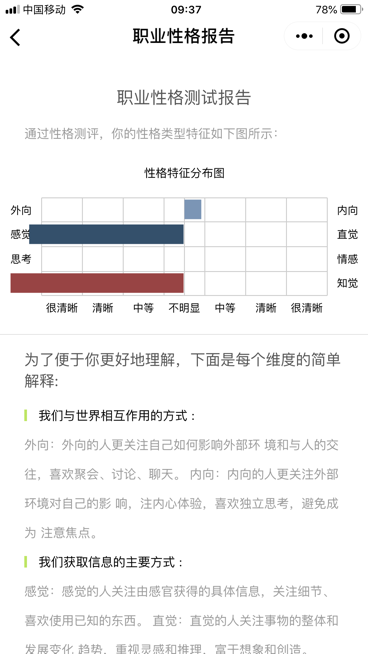 中国移动 09:37 78%
职业性格报告
职业性格测试报告
通过性格测评，你的性格类型特征如下图所示：
性格特征分布图
外向 内向
感觉 直觉
思考 情感
知觉
很清晰 清晰 中等 不明显 中等 清晰 很清晰
为了便于你更好地理解，下面是每个维度的简单
解释:
我们与世界相互作用的方式：
外向：外向的人更关注自己如何影响外部环 境和与人的交
往，喜欢聚会、讨论、聊天。 内向：内向的人更关注外部
环境对自己的影 响，注内心体验，喜欢独立思考，避免成
为 注意焦点。
我们获取信息的主要方式：
感觉：感觉的人关注由感官获得的具体信息，关注细节、
喜欢使用已知的东西。 直觉：直觉的人关注事物的整体和
发展变化 趋势，重视灵感和推理，富于想象和创造。